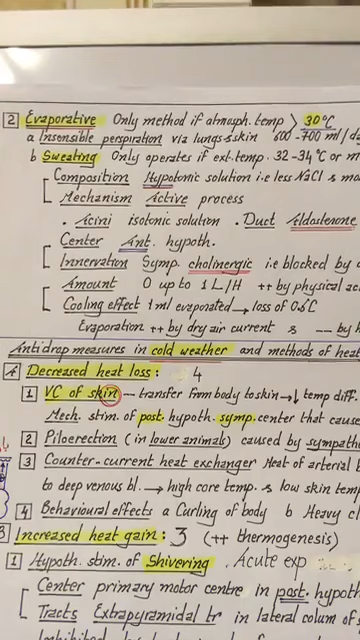 2 Evaporative Only method if atmosph. temp > 30°C
a Insensible perspiration via lungs & skin 600-700 ml/da
b Sweating Only operates if ext. temp. 32-34°C or m
Composition Hypotonic solution i.e less NaCl & mo
Mechanism Active process
. Acini isotonic solution . Duct Aldosterone
Center Ant. hypoth.
Innervation Symp. cholinergic i.e blocked by
Amount 0 up to 1 L/H ++ by physical ac
Cooling effect 1 ml evaporated → loss of 0.6 C
Evaporation ++ by dry air current & -- by h
Antidrop measures in cold weather and methods of heat
A Decreased heat loss: 4
1 VC of skin — transfer from body to skin → ↓ temp diff.
Mech. stim. of post. hypoth. symp. center that cause
2 Piloerection (in lower animals) caused by sympath
3 Counter-current heat exchanger Heat of arterial b
to deep venous bl. → high core temp. & low skin tem
4 Behavioural effects a Curling of body b Heavy cl
B Increased heat gain: 3 (++ thermogenesis)
1 Hypoth. stim. of Shivering . Acute exp
Center primary motor centre in post. hypoth
Tracts Extrapyramidal tr in lateral colum of